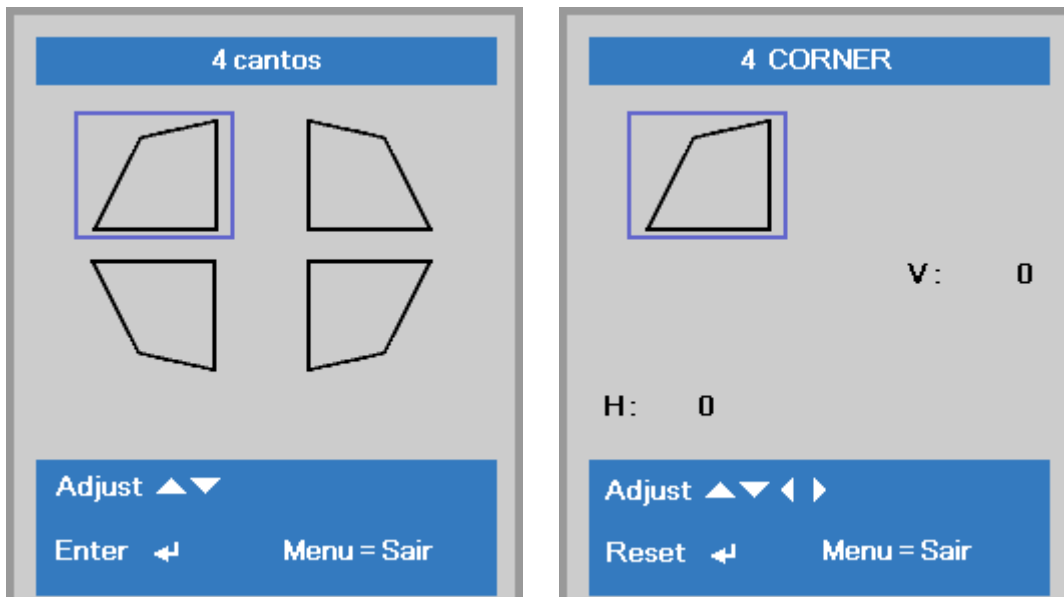 4 cantos
Adjust ▲▼
Enter ↵ Menu = Sair
4 CORNER
V: 0
H: 0
Adjust ▲▼◀▶
Reset ↵ Menu = Sair